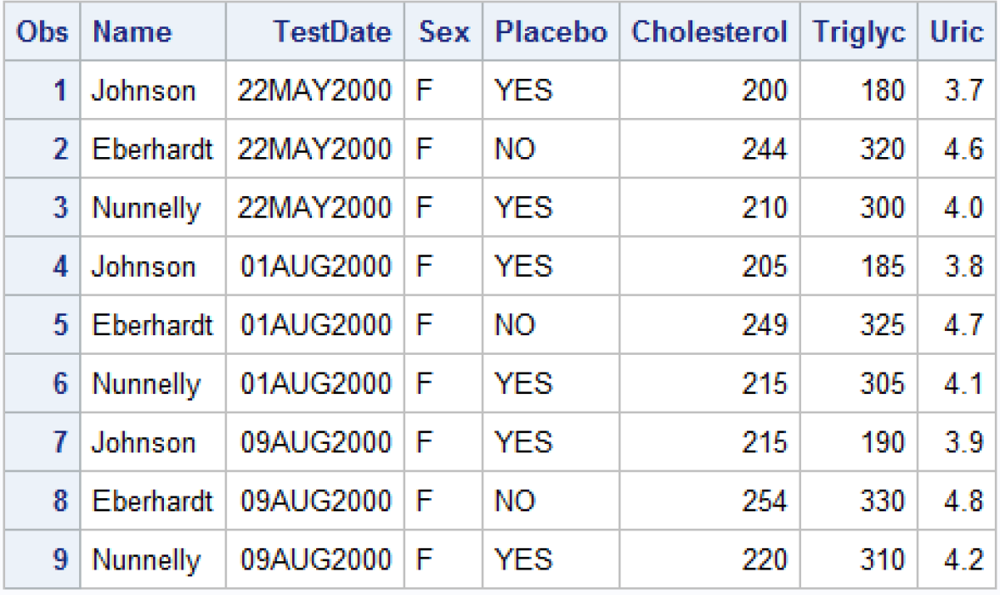 Obs Name TestDate Sex Placebo Cholesterol Triglyc Uric
1 Johnson 22MAY2000 F YES 200 180 3.7
2 Eberhardt 22MAY2000 F NO 244 320 4.6
3 Nunnelly 22MAY2000 F YES 210 300 4.0
4 Johnson 01AUG2000 F YES 205 185 3.8
5 Eberhardt 01AUG2000 F NO 249 325 4.7
6 Nunnelly 01AUG2000 F YES 215 305 4.1
7 Johnson 09AUG2000 F YES 215 190 3.9
8 Eberhardt 09AUG2000 F NO 254 330 4.8
9 Nunnelly 09AUG2000 F YES 220 310 4.2